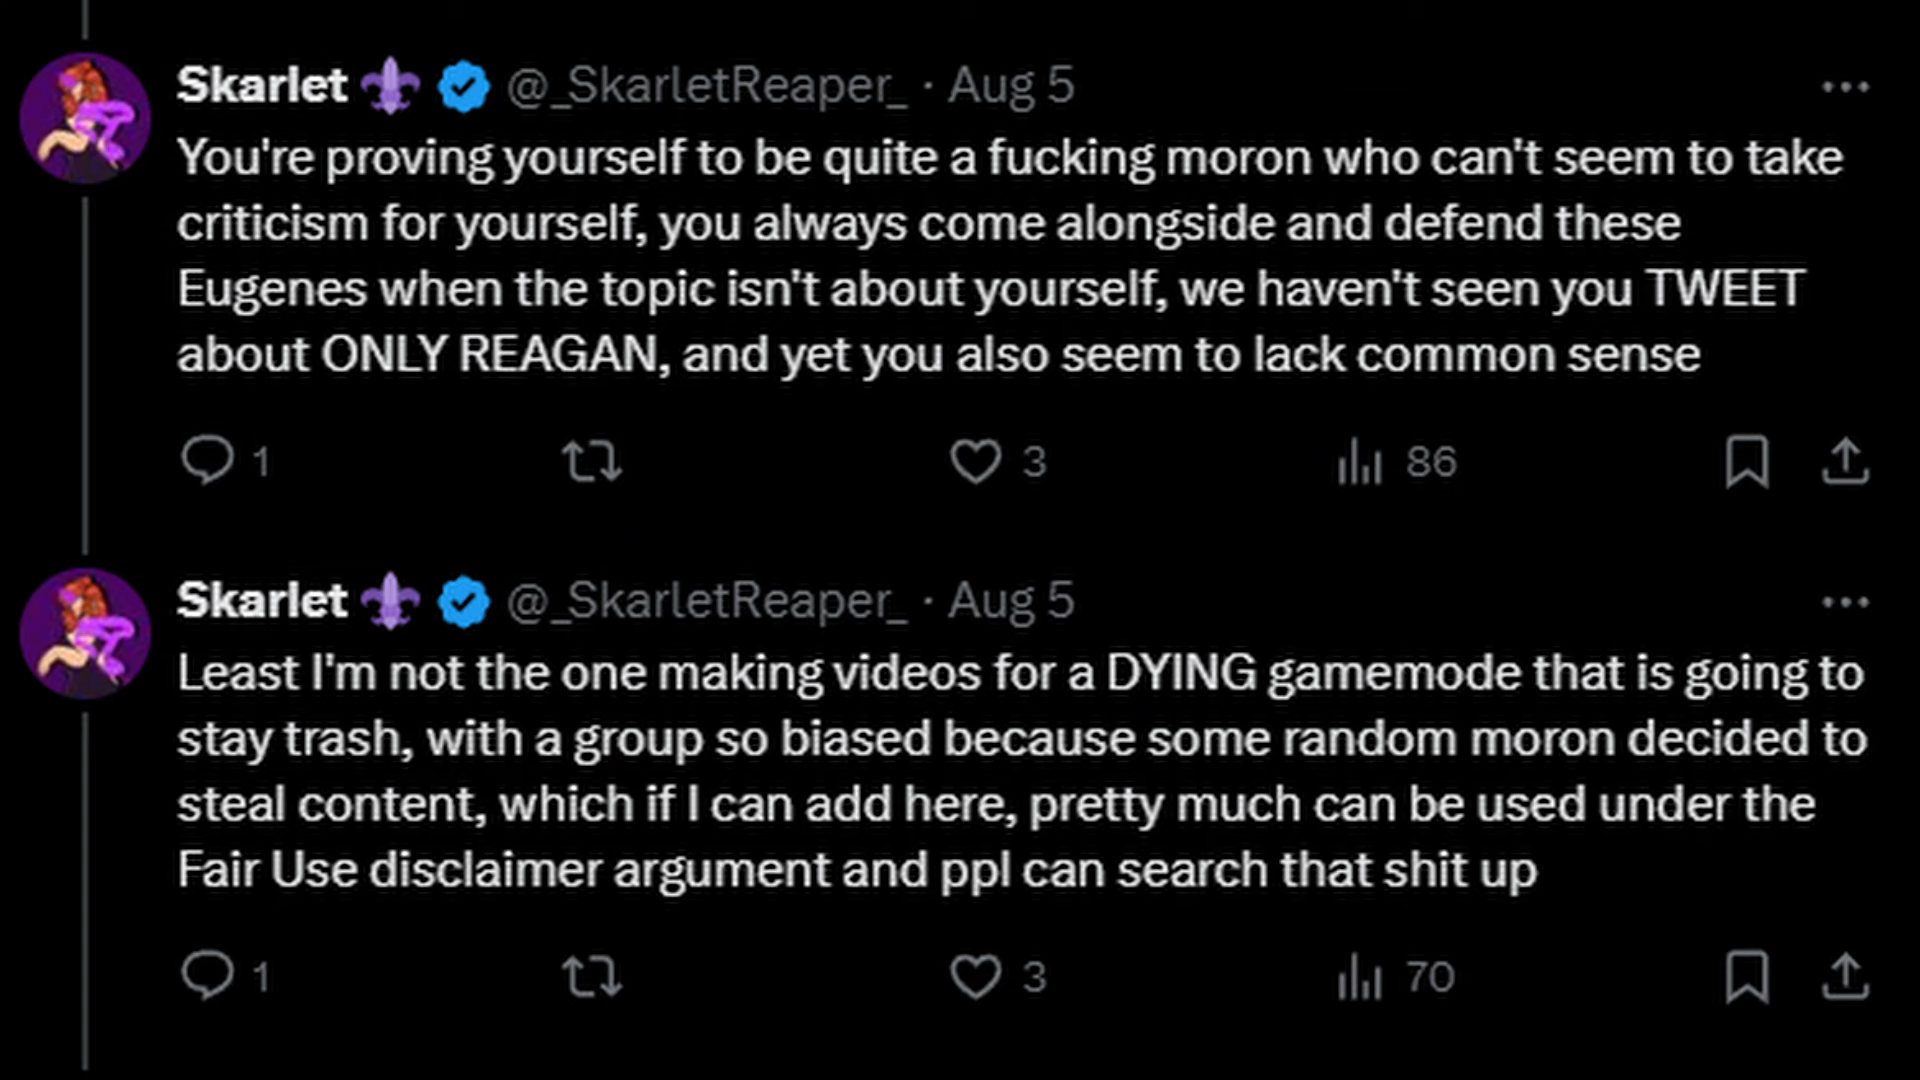 Skarlet ⚜ @_SkarletReaper_ · Aug 5
You're proving yourself to be quite a fucking moron who can't seem to take
criticism for yourself, you always come alongside and defend these
Eugenes when the topic isn't about yourself, we haven't seen you TWEET
about ONLY REAGAN, and yet you also seem to lack common sense
1 3 86
Skarlet ⚜ @_SkarletReaper_ · Aug 5
Least I'm not the one making videos for a DYING gamemode that is going to
stay trash, with a group so biased because some random moron decided to
steal content, which if I can add here, pretty much can be used under the
Fair Use disclaimer argument and ppl can search that shit up
1 3 70